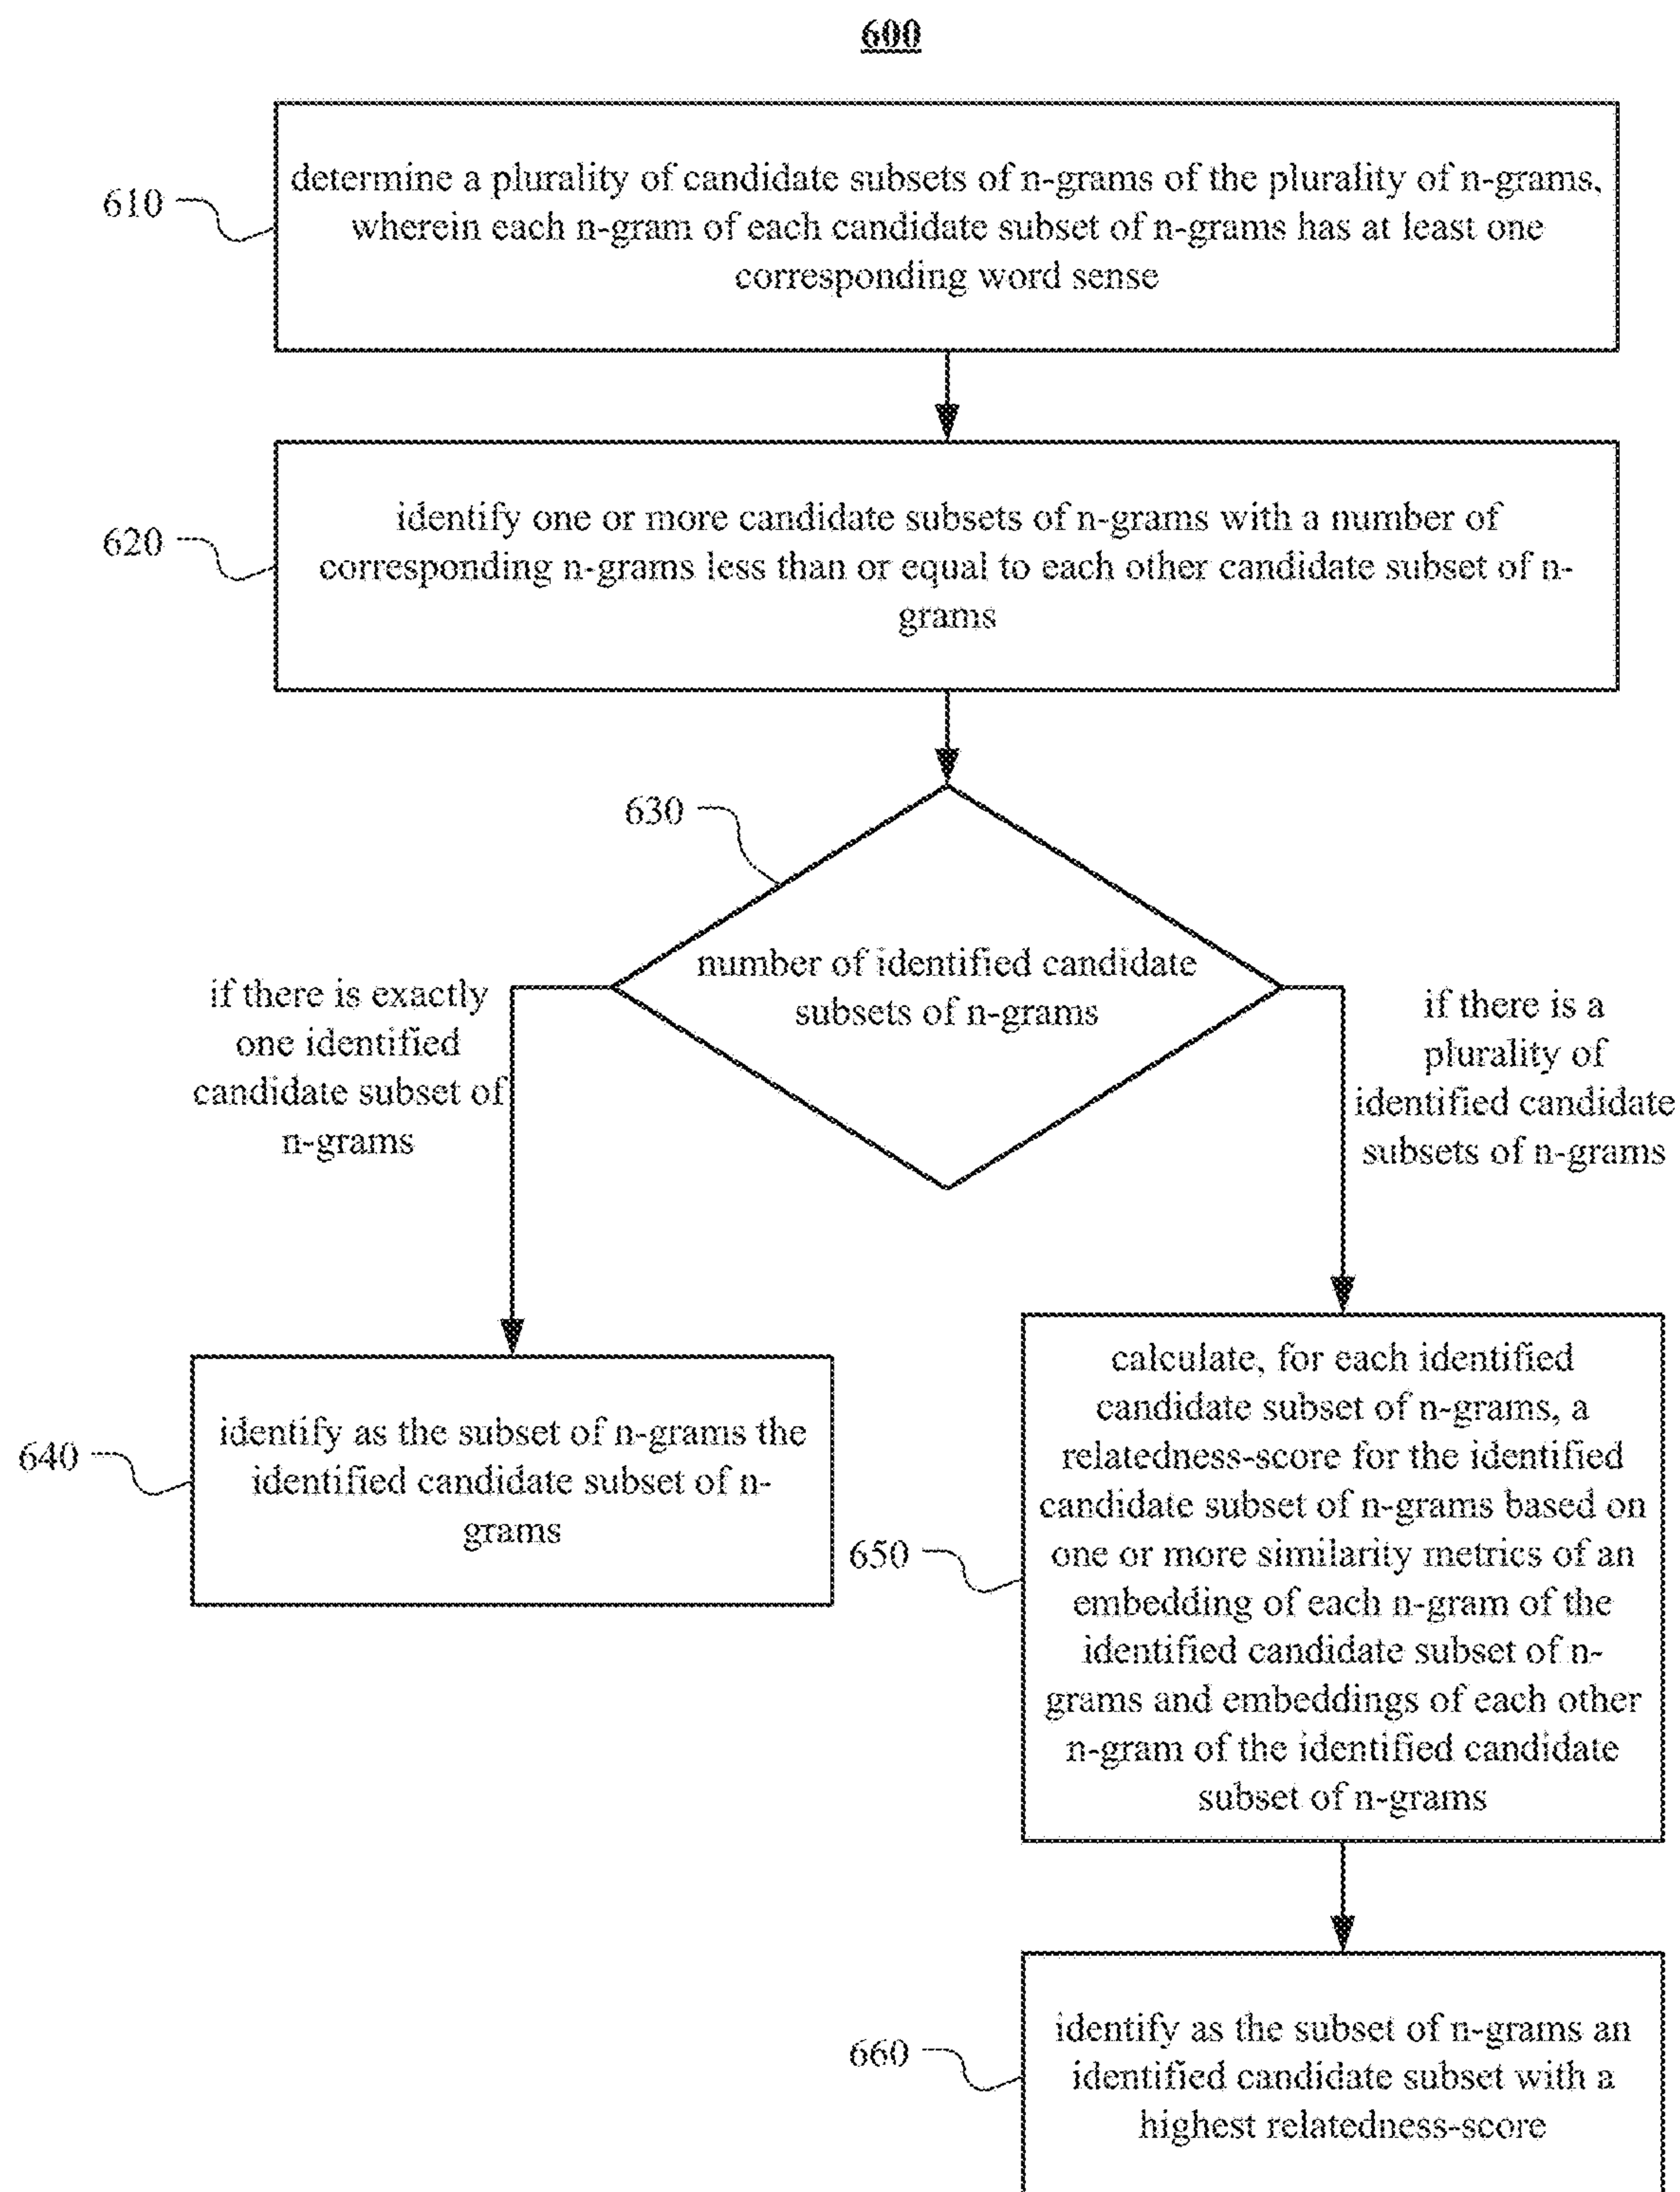 600
610
determine a plurality of candidate subsets of n-grams of the plurality of n-grams,
wherein each n-gram of each candidate subset of n-grams has at least one
corresponding word sense
620
identify one or more candidate subsets of n-grams with a number of
corresponding n-grams less than or equal to each other candidate subset of n-
grams
630
number of identified candidate
subsets of n-grams
if there is exactly
one identified
candidate subset of
n-grams
if there is a
plurality of
identified candidate
subsets of n-grams
640
identify as the subset of n-grams the
identified candidate subset of n-
grams
650
calculate, for each identified
candidate subset of n-grams, a
relatedness-score for the identified
candidate subset of n-grams based on
one or more similarity metrics of an
embedding of each n-gram of the
identified candidate subset of n-
grams and embeddings of each other
n-gram of the identified candidate
subset of n-grams
660
identify as the subset of n-grams an
identified candidate subset with a
highest relatedness-score